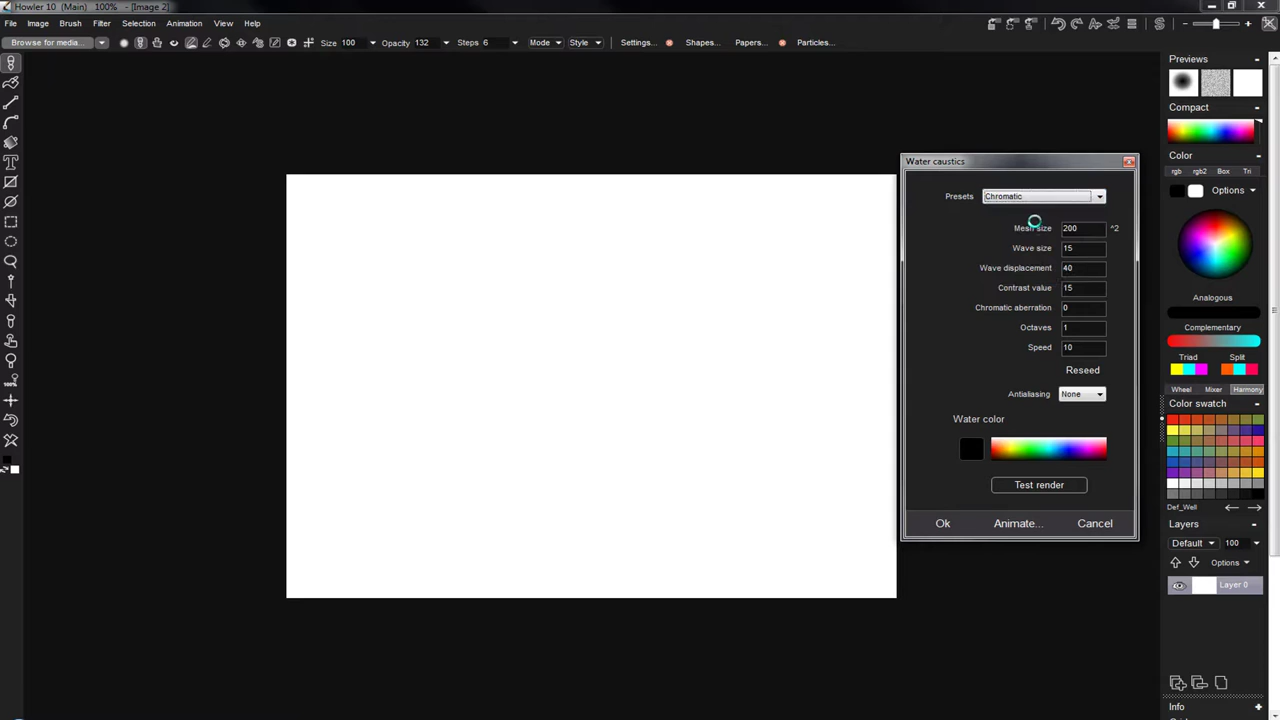 Howler 10 (Main) 100% - [Image 2]
File Image Brush Filter Selection Animation View Help
Browse for media... Size 100 Opacity 132 Steps 6 Mode Style Settings... Shapes... Papers... Particles...
Previews
Compact
Color
rgb rgb2 Box Tri
Options
Analogous
Complementary
Triad Split
Wheel Mixer Harmony
Color swatch
Def_Well
Layers
Default 100
Options
Layer 0
Info
100%
Water caustics
Presets Chromatic
Mesh size 200 ^2
Wave size 15
Wave displacement 40
Contrast value 15
Chromatic aberration 0
Octaves 1
Speed 10
Reseed
Antialiasing None
Water color
Test render
Ok Animate... Cancel